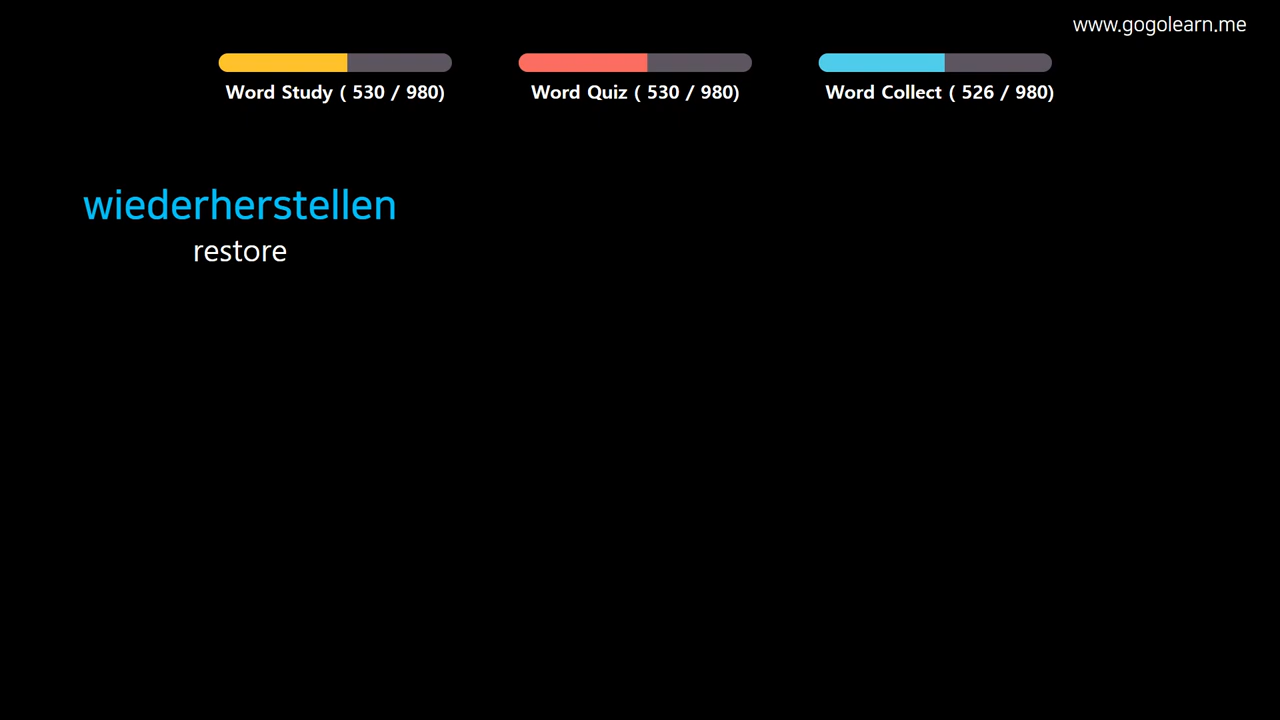 www.gogolearn.me
Word Study ( 530 / 980)
Word Quiz ( 530 / 980)
Word Collect ( 526 / 980)
wiederherstellen
restore